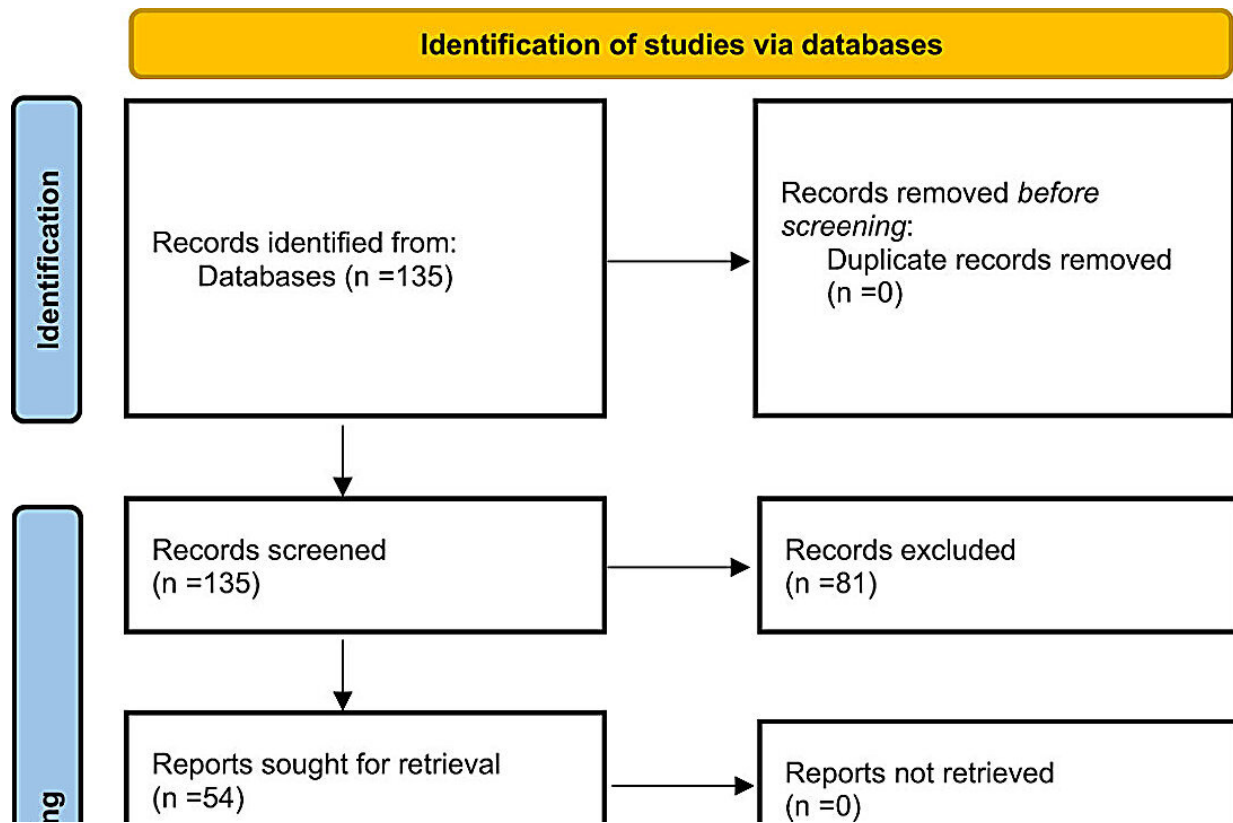 Identification of studies via databases
Identification
Records identified from:
Databases (n =135)
Records removed before
screening:
Duplicate records removed
(n =0)
Records screened
(n =135)
Records excluded
(n =81)
Reports sought for retrieval
(n =54)
Reports not retrieved
(n =0)
ng